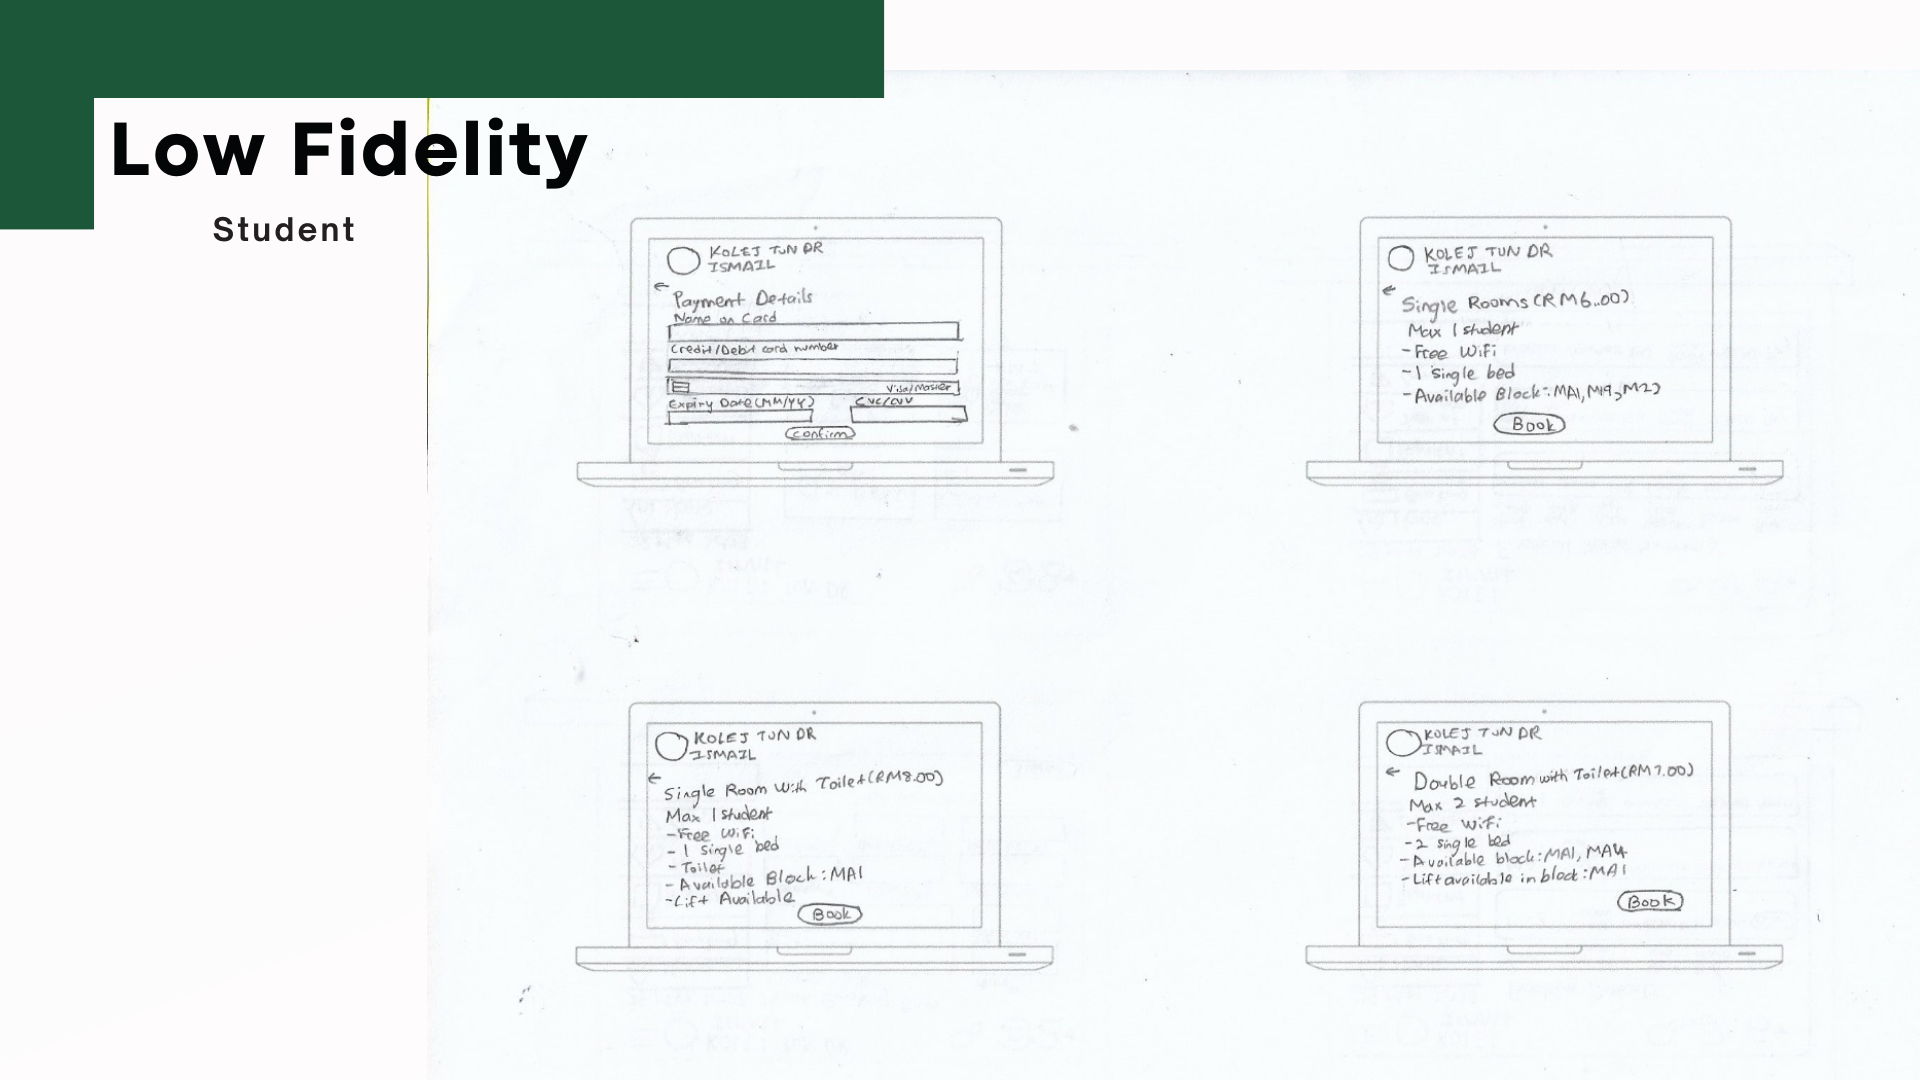 Low Fidelity
Student
KOLEJ TUN DR
ISMAIL
←
Payment Details
Name on Card
Credit/Debit card number
Visa/Master
Expiry Date(MM/YY)
CVC/CVV
Confirm
KOLEJ TUN DR
ISMAIL
←
Single Rooms(RM6..00)
Max 1 student
-Free WiFi
-1 single bed
-Available Block:MA1,
Book
KOLEJ TUN DR
ISMAIL
←
Single Room With Toilet(RM8.00)
Max 1 student
-Free WiFi
-1 single bed
-Toilet
-Available Block:MA1
-Lift Available
Book
KOLEJ TUN DR
ISMAIL
←
Double Room with Toilet(RM7.00)
Max 2 student
-Free WiFi
-2 single bed
-Available block:MA1, MA4
-Lift available in block:MA1
Book